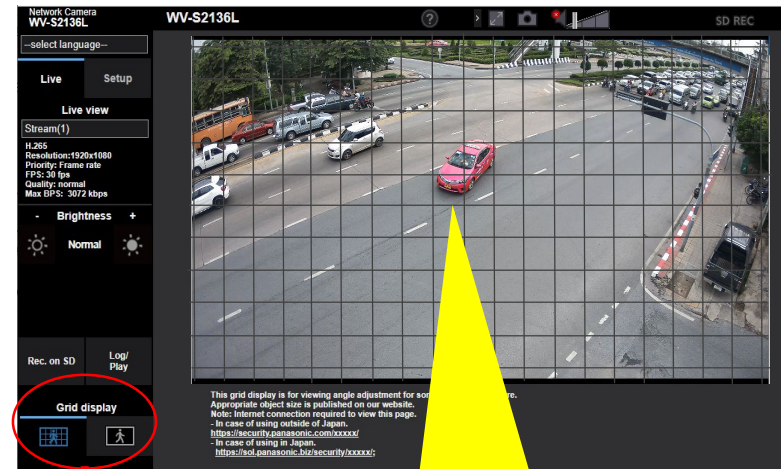 Network Camera
WV-S2136L
WV-S2136L
?
SD REC
--select language--
Live
Setup
Live view
Stream(1)
H.265
Resolution:1920x1080
Priority: Frame rate
FPS: 30 fps
Quality: normal
Max BPS: 3072 kbps
- Brightness +
Normal
Rec. on SD
Log/
Play
Grid display
This grid display is for viewing angle adjustment for so
re.
Appropriate object size is published on our website.
Note: Internet connection required to view this page.
- In case of using outside of Japan.
https://security.panasonic.com/xxxxx/
- In case of using in Japan.
https://sol.panasonic.biz/security/xxxxx/;